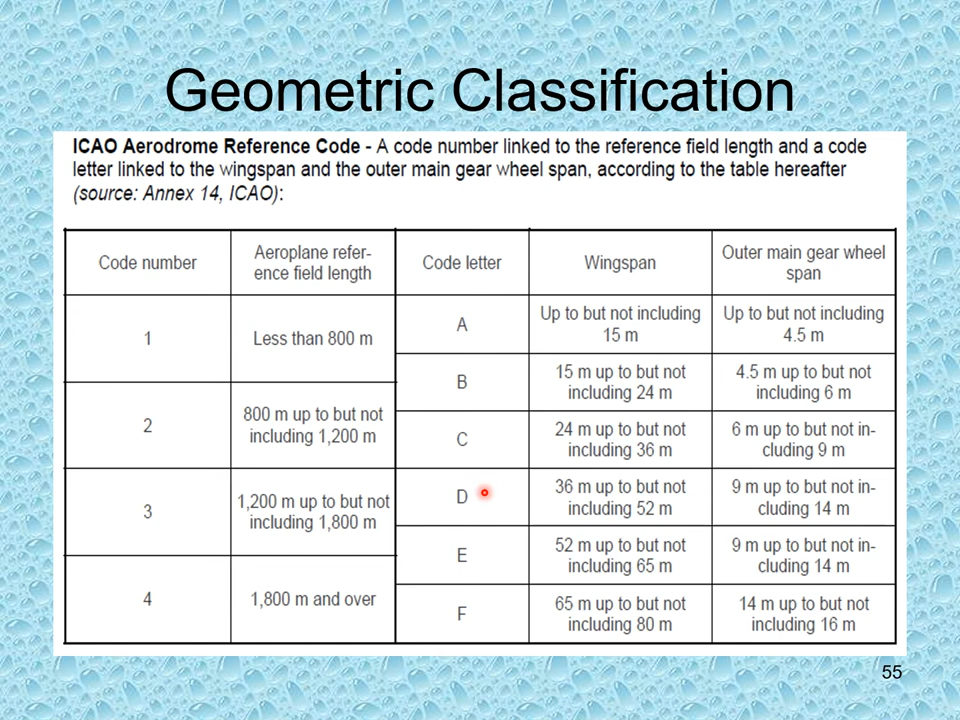 Geometric Classification
ICAO Aerodrome Reference Code - A code number linked to the reference field length and a code
letter linked to the wingspan and the outer main gear wheel span, according to the table hereafter
(source: Annex 14, ICAO):
Code number
Aeroplane refer-
ence field length
Code letter
Wingspan
Outer main gear wheel
span
1
Less than 800 m
2
800 m up to but not
including 1,200 m
3
1,200 m up to but not
including 1,800 m
4
1,800 m and over
A
Up to but not including
15 m
Up to but not including
4.5 m
B
15 m up to but not
including 24 m
4.5 m up to but not
including 6 m
C
24 m up to but not
including 36 m
6 m up to but not in-
cluding 9 m
D
36 m up to but not
including 52 m
9 m up to but not in-
cluding 14 m
E
52 m up to but not
including 65 m
9 m up to but not in-
cluding 14 m
F
65 m up to but not
including 80 m
14 m up to but not
including 16 m
55